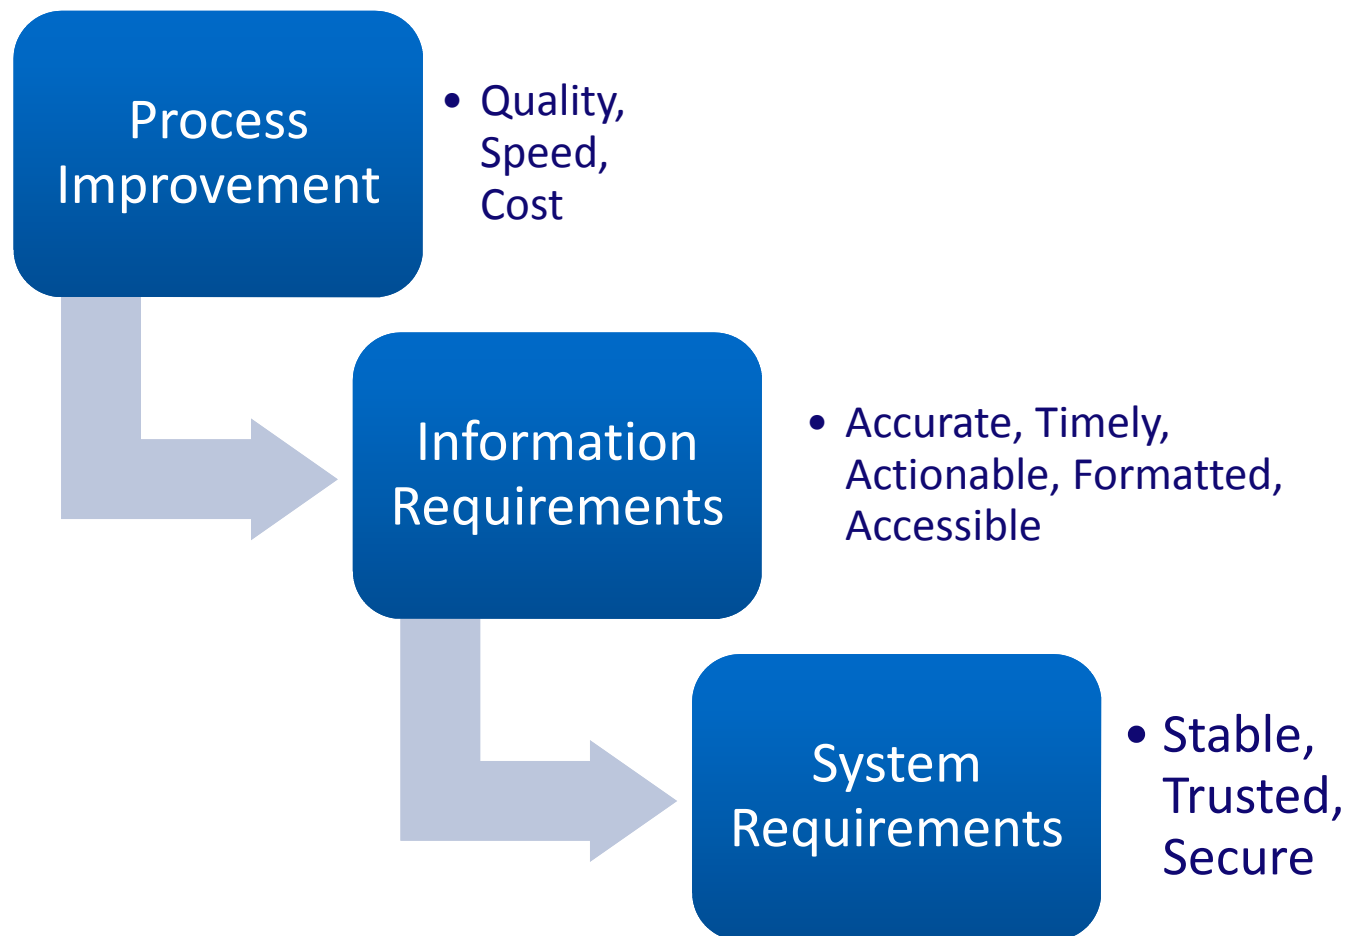 Process
Improvement
• Quality,
Speed,
Cost
Information
Requirements
• Accurate, Timely,
Actionable, Formatted,
Accessible
System
Requirements
• Stable,
Trusted,
Secure